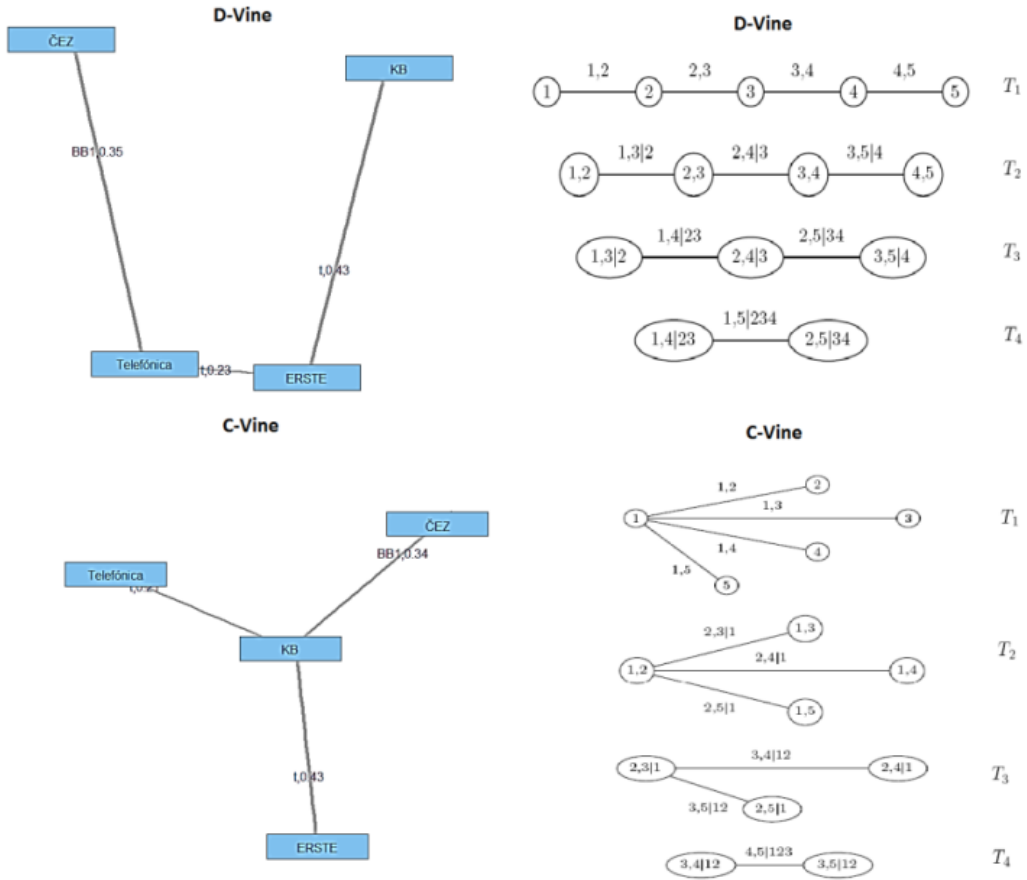 D-Vine
ČEZ
KB
BB1,0.35
t,0.43
Telefónica
t,0.23
ERSTE
D-Vine
1,2 2,3 3,4 4,5
1 2 3 4 5 T1
1,3|2 2,4|3 3,5|4
1,2 2,3 3,4 4,5 T2
1,4|23 2,5|34
1,3|2 2,4|3 3,5|4 T3
1,5|234
1,4|23 2,5|34 T4
C-Vine
ČEZ
BB1,0.34
Telefónica
KB
t,0.43
ERSTE
C-Vine
1,2 2
1,3
1 3 T1
1,4 4
1,5
5
2,3|1 1,3
2,4|1 T2
1,2 1,4
2,5|1 1,5
3,4|12
2,3|1 2,4|1 T3
3,5|12 2,5|1
4,5|123
3,4|12 3,5|12 T4